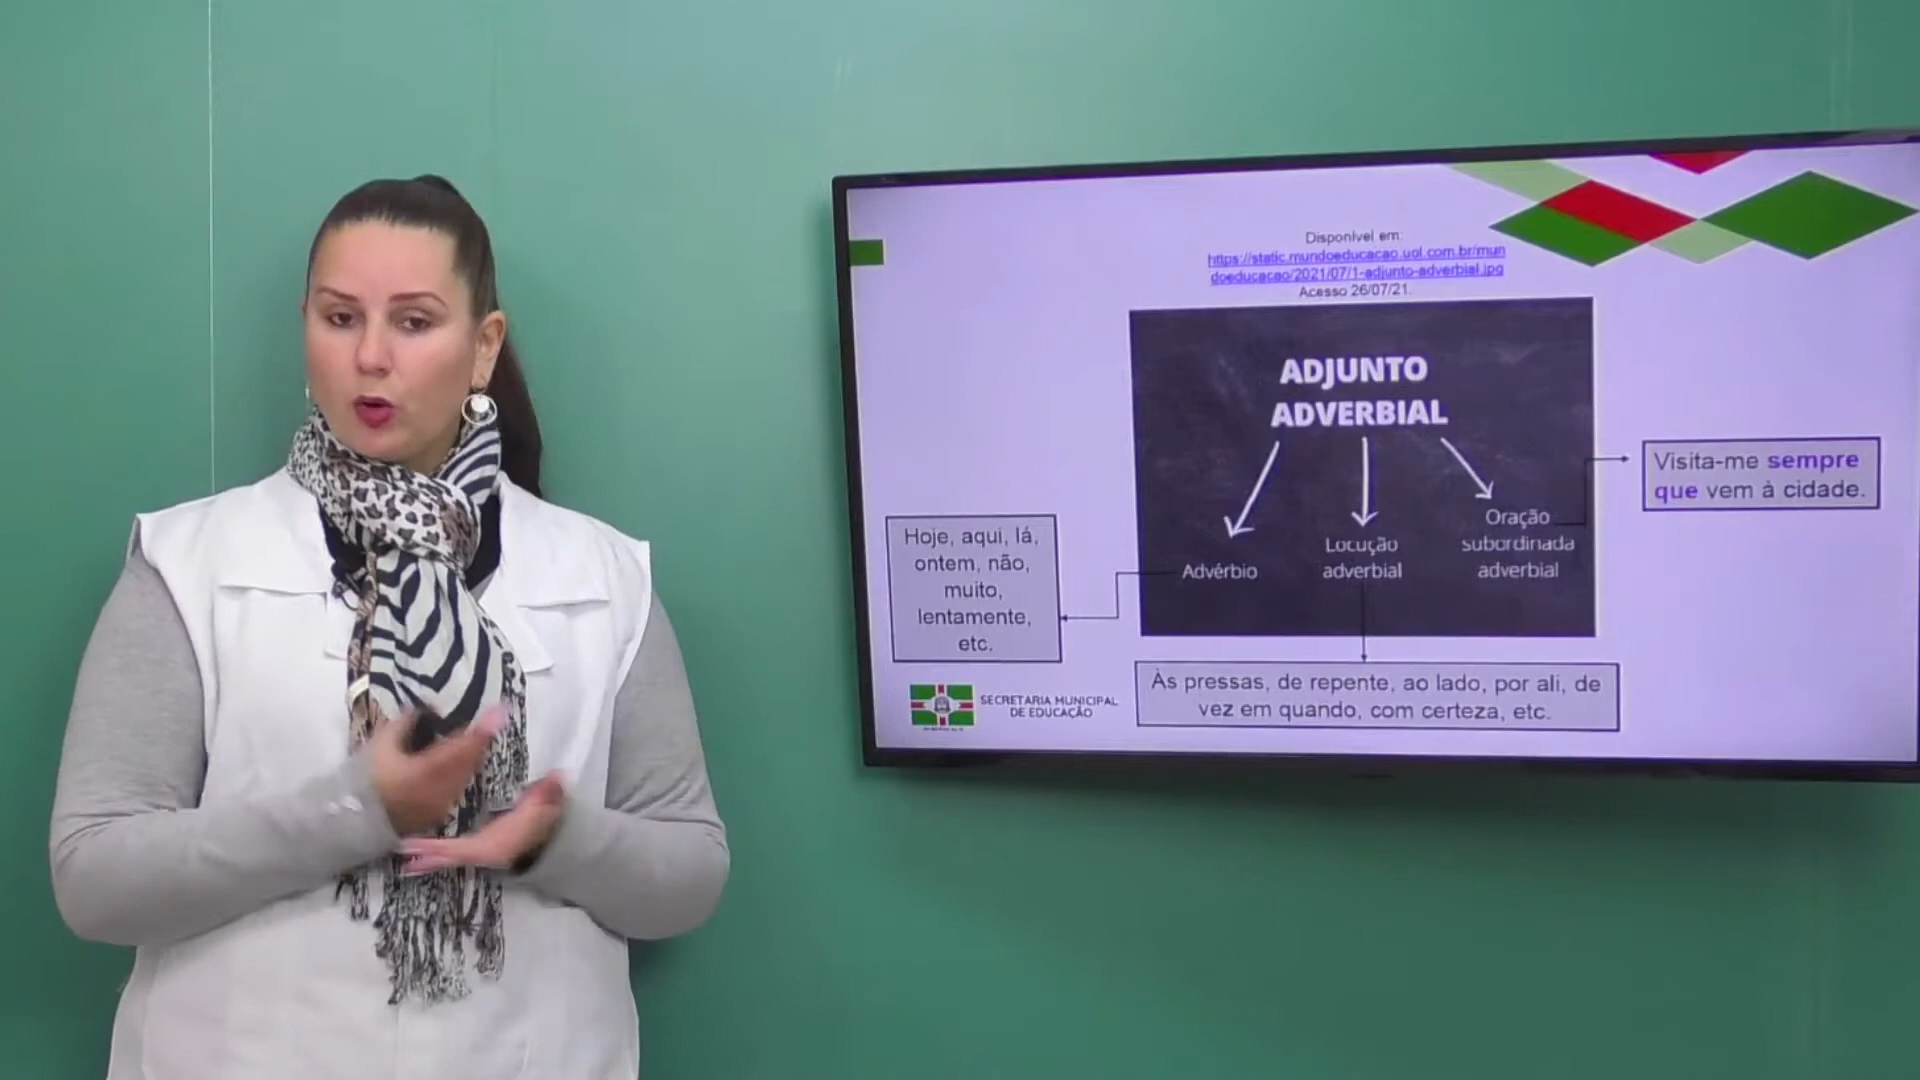 Disponível em:
https://static.mundoeducacao.uol.com.br/mun
doeducacao/2021/07/1-adjunto-adverbial.jpg
Acesso 26/07/21.
ADJUNTO
ADVERBIAL
Advérbio
Locução
adverbial
Oração
subordinada
adverbial
Hoje, aqui, lá,
ontem, não,
muito,
lentamente,
etc.
Visita-me sempre
que vem à cidade.
Às pressas, de repente, ao lado, por ali, de
vez em quando, com certeza, etc.
SECRETARIA MUNICIPAL
DE EDUCAÇÃO